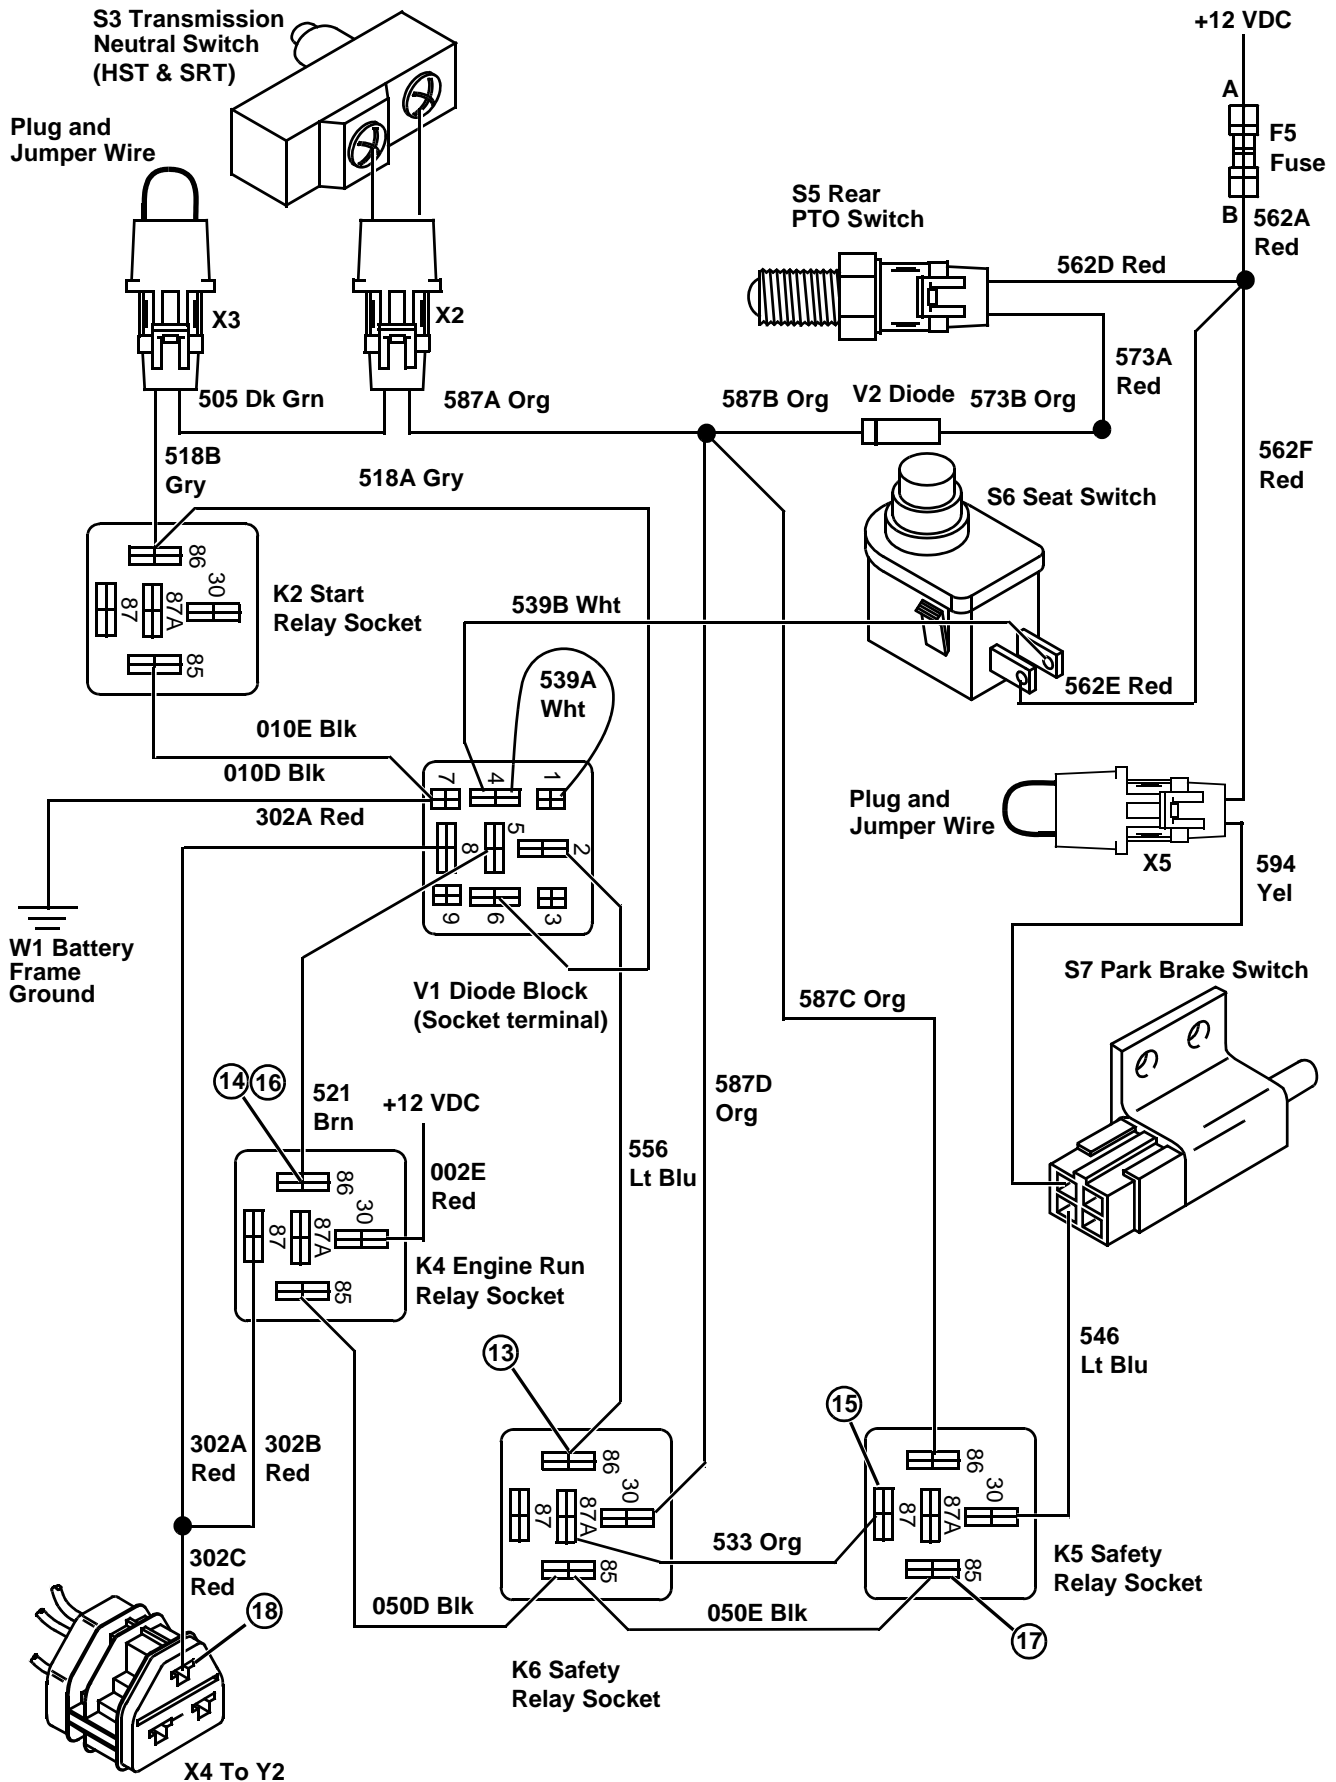 S3 Transmission
Neutral Switch
(HST & SRT)
+12 VDC
A
F5
Fuse
B
562A
Red
Plug and
Jumper Wire
S5 Rear
PTO Switch
562D Red
X3
X2
573A
Red
505 Dk Grn
587A Org
587B Org
V2 Diode
573B Org
518B
Gry
518A Gry
562F
Red
S6 Seat Switch
86
30
87
87A
85
K2 Start
Relay Socket
539B Wht
539A
Wht
562E Red
010E Blk
010D Blk
302A Red
7
4
1
8
5
2
9
6
3
Plug and
Jumper Wire
X5
594
Yel
W1 Battery
Frame
Ground
V1 Diode Block
(Socket terminal)
587C Org
S7 Park Brake Switch
14
16
521
Brn
+12 VDC
002E
Red
587D
Org
556
Lt Blu
86
30
87
87A
85
K4 Engine Run
Relay Socket
546
Lt Blu
13
15
302A
Red
302B
Red
86
30
87
87A
85
533 Org
86
30
87
87A
85
K5 Safety
Relay Socket
302C
Red
18
050D Blk
050E Blk
17
K6 Safety
Relay Socket
X4 To Y2